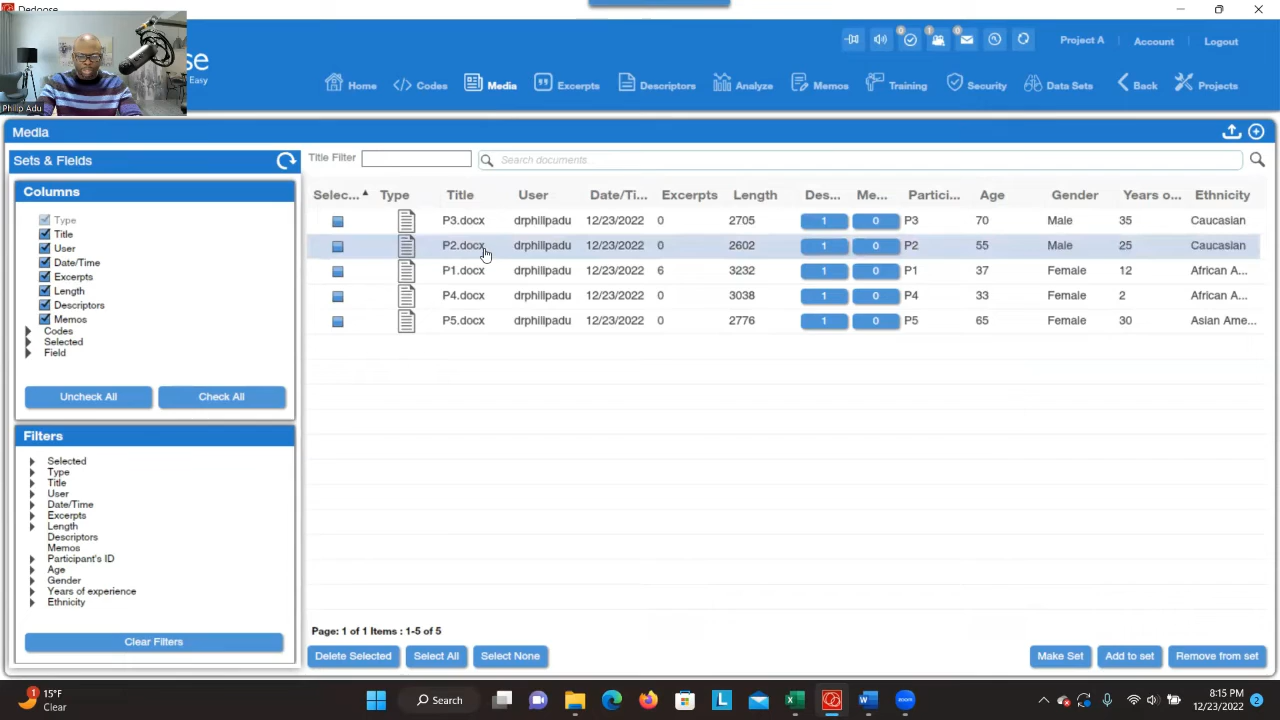 Dedoose
se
Easy
Philip Adu
0 1 0
Project A Account Logout
Home Codes Media Excerpts Descriptors Analyze Memos Training Security Data Sets Back Projects
Media
Sets & Fields
Title Filter
Search documents...
Columns
Type
Title
User
Date/Time
Excerpts
Length
Descriptors
Memos
Codes
Selected
Field
Uncheck All Check All
Filters
Selected
Type
Title
User
Date/Time
Excerpts
Length
Descriptors
Memos
Participant's ID
Age
Gender
Years of experience
Ethnicity
Clear Filters
Selec... Type Title User Date/Ti... Excerpts Length Des... Me... Partici... Age Gender Years o... Ethnicity
P3.docx drphilipadu 12/23/2022 0 2705 1 0 P3 70 Male 35 Caucasian
P2.docx drphilipadu 12/23/2022 0 2602 1 0 P2 55 Male 25 Caucasian
P1.docx drphilipadu 12/23/2022 6 3232 1 0 P1 37 Female 12 African A...
P4.docx drphilipadu 12/23/2022 0 3038 1 0 P4 33 Female 2 African A...
P5.docx drphilipadu 12/23/2022 0 2776 1 0 P5 65 Female 30 Asian Ame...
Page: 1 of 1 Items : 1-5 of 5
Delete Selected Select All Select None Make Set Add to set Remove from set
1 15°F
Clear
Search
8:15 PM
12/23/2022 2